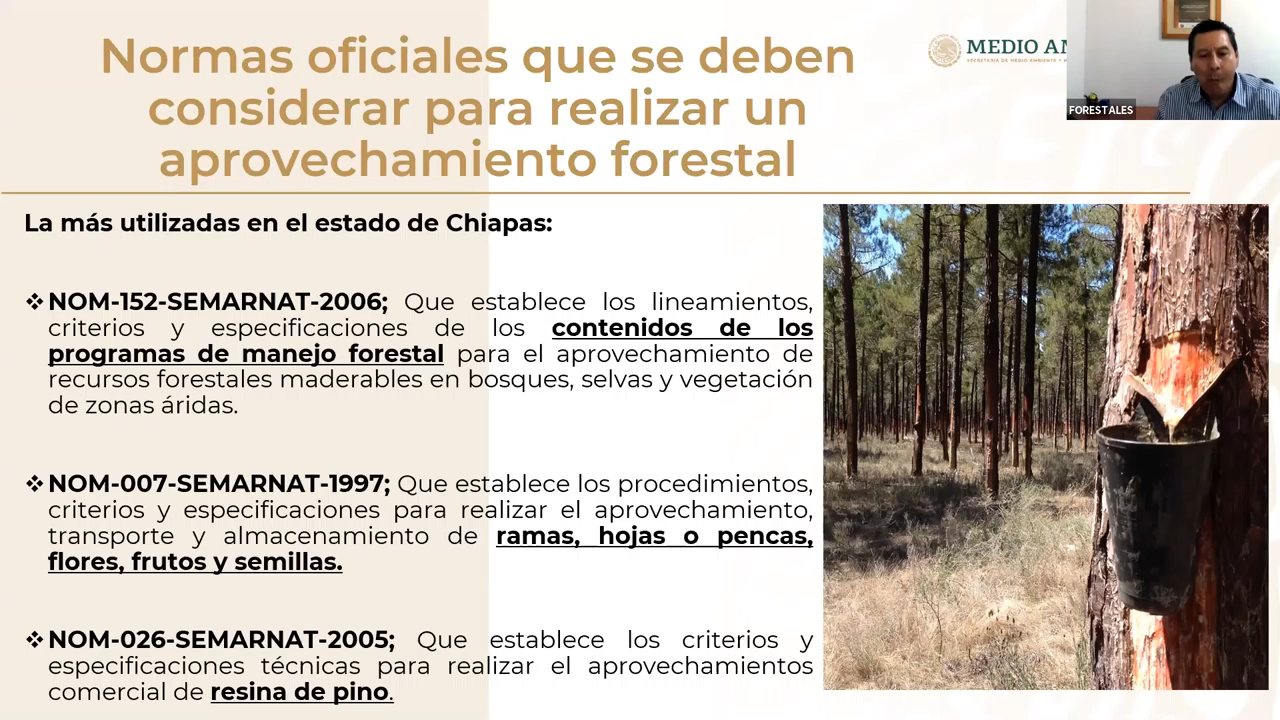 Normas oficiales que se deben
considerar para realizar un
aprovechamiento forestal
MEDIO AM
FORESTALES
La más utilizadas en el estado de Chiapas:
❖NOM-152-SEMARNAT-2006; Que establece los lineamientos,
criterios y especificaciones de los contenidos de los
programas de manejo forestal para el aprovechamiento de
recursos forestales maderables en bosques, selvas y vegetación
de zonas áridas.
❖NOM-007-SEMARNAT-1997; Que establece los procedimientos,
criterios y especificaciones para realizar el aprovechamiento,
transporte y almacenamiento de ramas, hojas o pencas,
flores, frutos y semillas.
❖NOM-026-SEMARNAT-2005; Que establece los criterios y
especificaciones técnicas para realizar el aprovechamientos
comercial de resina de pino.